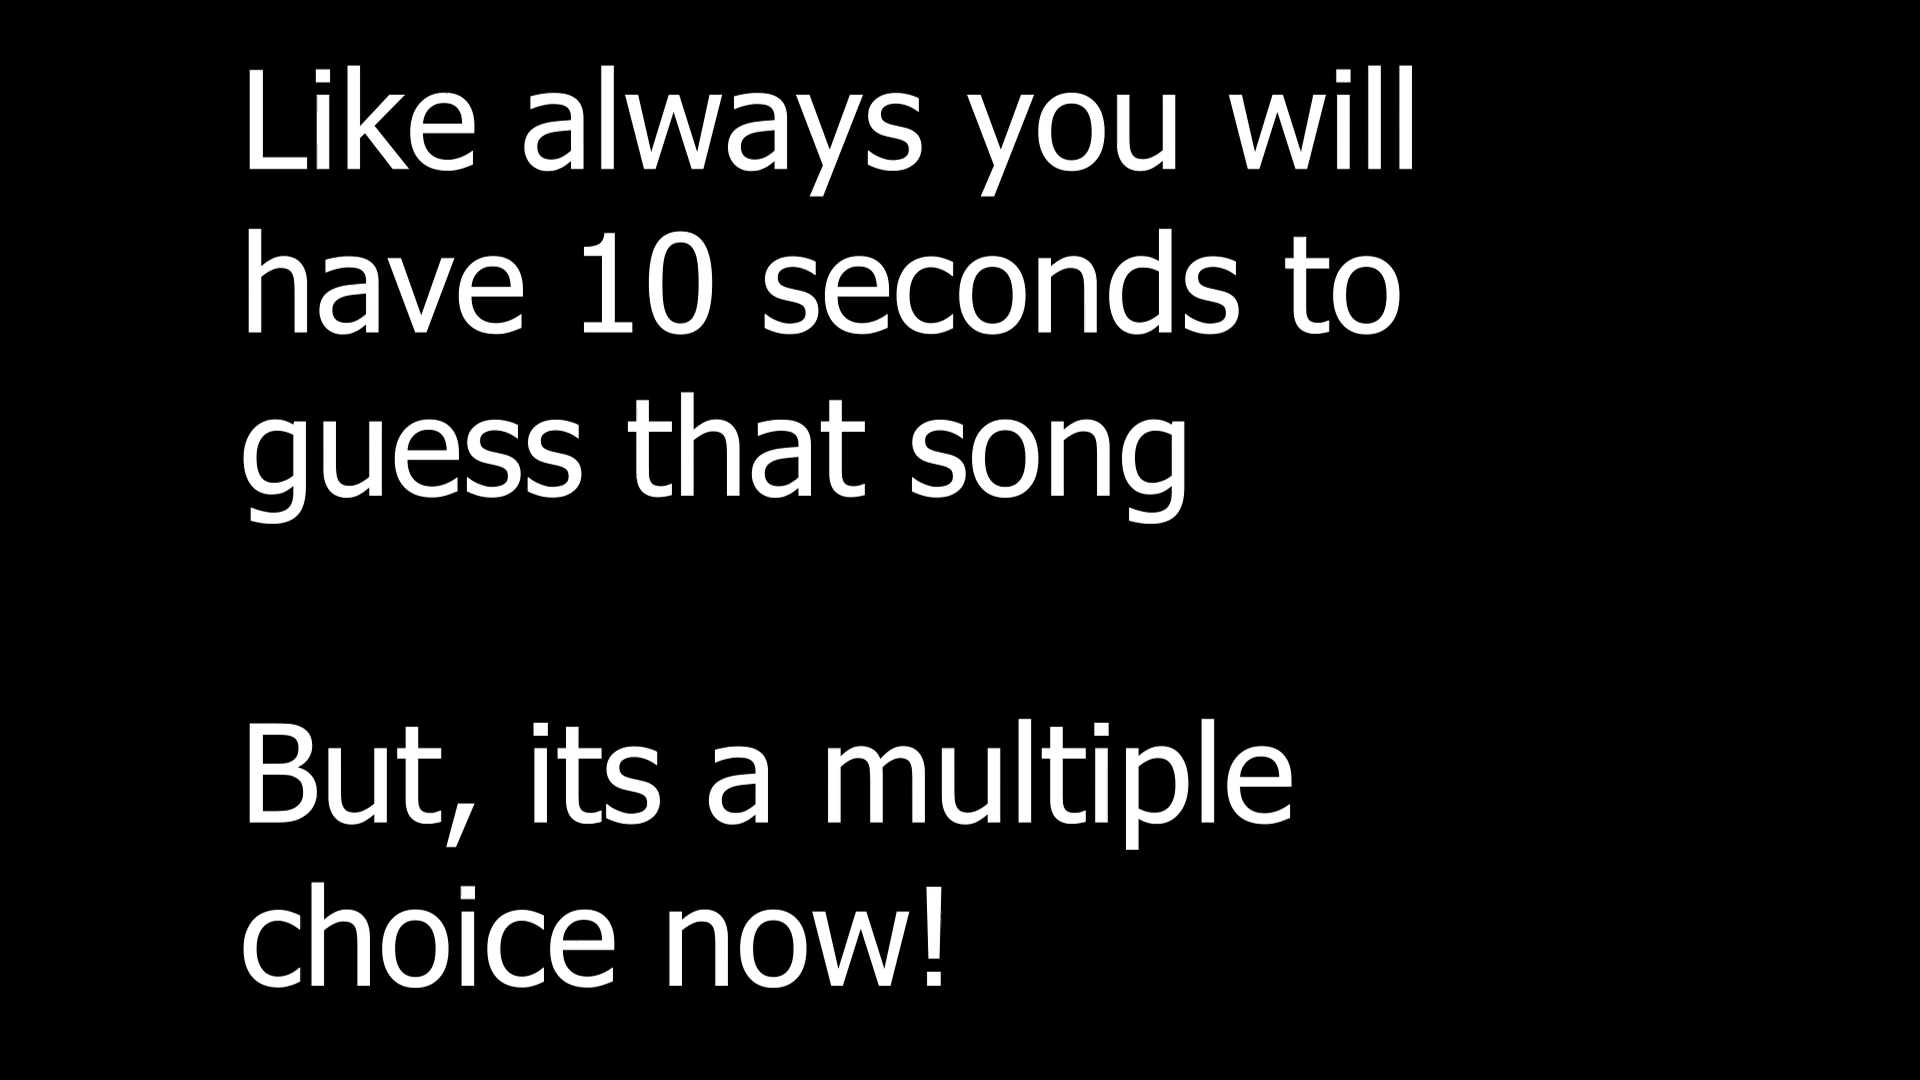 Like always you will
have 10 seconds to
guess that song
But, its a multiple
choice now!